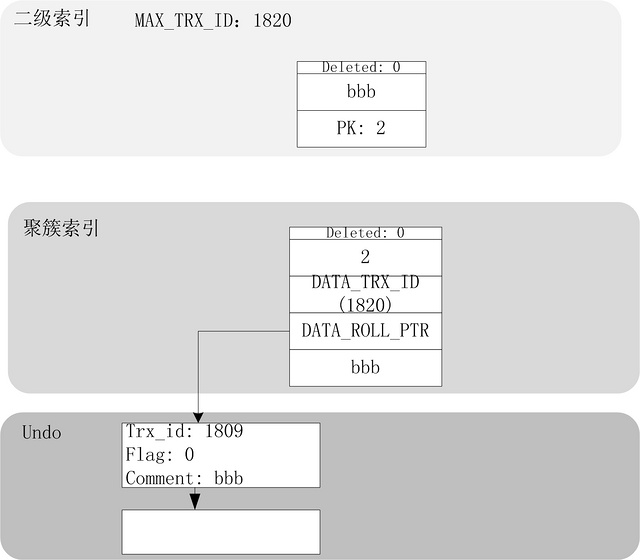 二级索引 MAX_TRX_ID: 1820
Deleted: 0
bbb
PK: 2
聚簇索引
Deleted: 0
2
DATA_TRX_ID
(1820)
DATA_ROLL_PTR
bbb
Undo
Trx_id: 1809
Flag: 0
Comment: bbb